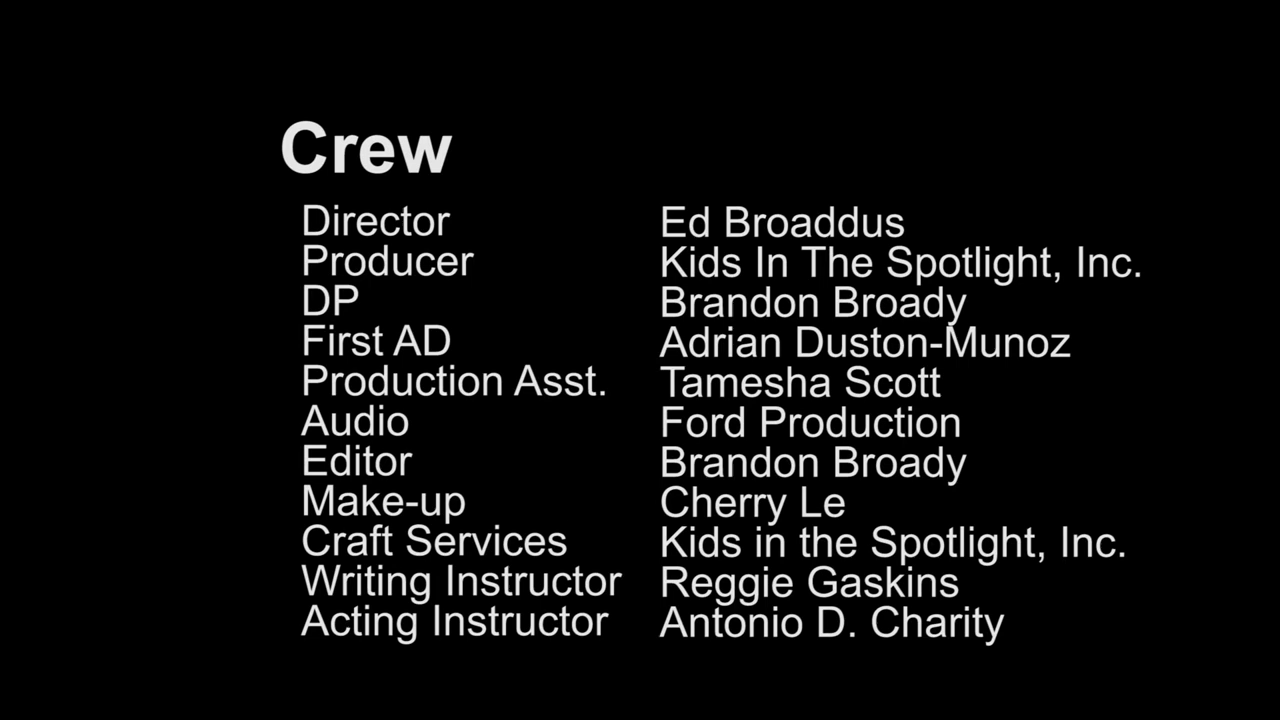 Crew
Director Ed Broaddus
Producer Kids In The Spotlight, Inc.
DP Brandon Broady
First AD Adrian Duston-Munoz
Production Asst. Tamesha Scott
Audio Ford Production
Editor Brandon Broady
Make-up Cherry Le
Craft Services Kids in the Spotlight, Inc.
Writing Instructor Reggie Gaskins
Acting Instructor Antonio D. Charity